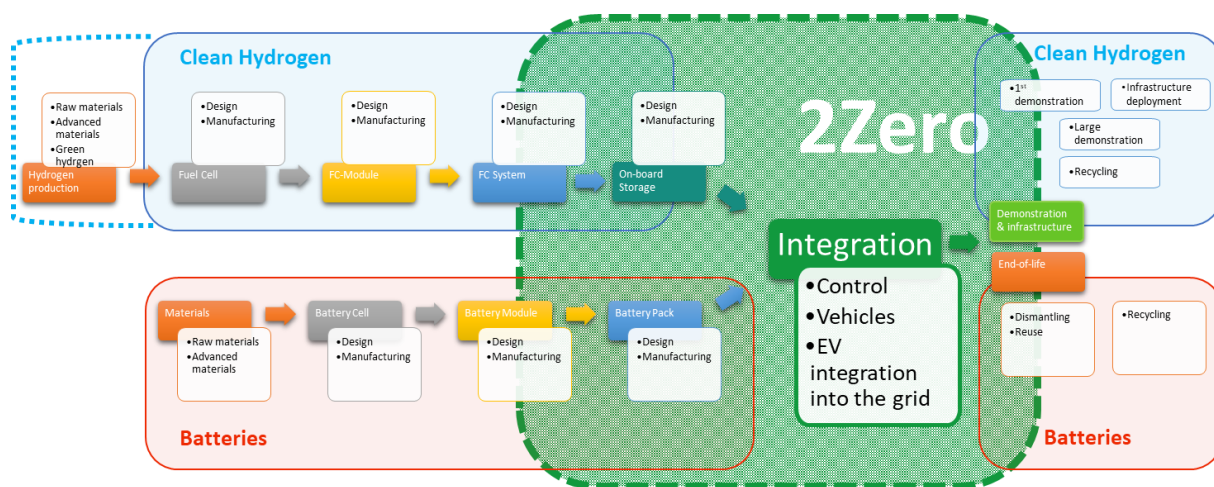 Clean Hydrogen
•Raw materials
•Advanced
materials
•Green
hydrgen
Hydrogen
production
•Design
•Manufacturing
Fuel Cell
•Design
•Manufacturing
FC-Module
•Design
•Manufacturing
FC System
•Design
•Manufacturing
On-board
Storage
2Zero
Clean Hydrogen
•1st
demonstration
•Infrastructure
deployment
•Large
demonstration
•Recycling
Integration
•Control
•Vehicles
•EV
integration
into the grid
Demonstration
& infrastructure
End-of-life
•Dismantling
•Reuse
•Recycling
Batteries
Materials
•Raw materials
•Advanced
materials
Battery Cell
•Design
•Manufacturing
Battery Module
•Design
•Manufacturing
Battery Pack
•Design
•Manufacturing
Batteries